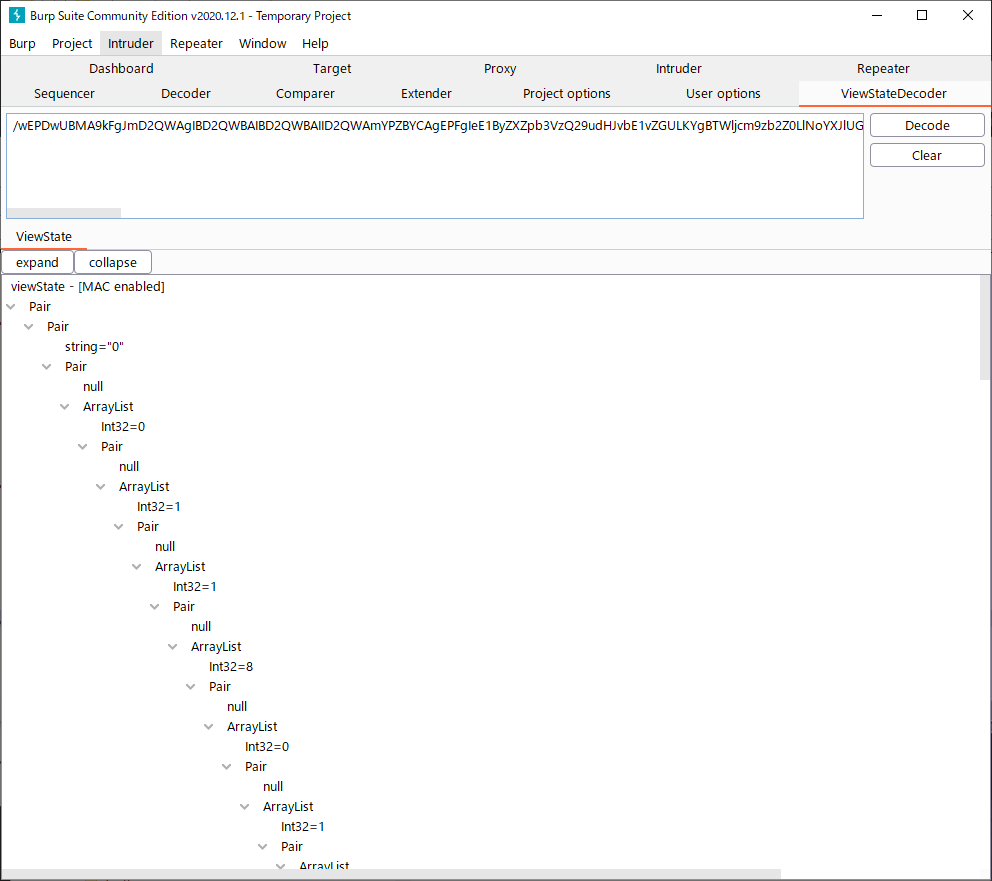 Burp Suite Community Edition v2020.12.1 - Temporary Project
Burp Project Intruder Repeater Window Help
Dashboard Target Proxy Intruder Repeater
Sequencer Decoder Comparer Extender Project options User options ViewStateDecoder
/wEPDwUBMA9kFgJmD2QWAgIBD2QWBAIBD2QWBAIID2QWAmYPZBYCAgEPFgIeE1ByZXZpb3VzQ29udHJvbE1vZGULKYgBTWljcm9zb2Z0LlNoYXJlUG
Decode
Clear
ViewState
expand collapse
viewState - [MAC enabled]
Pair
Pair
string="0"
Pair
null
ArrayList
Int32=0
Pair
null
ArrayList
Int32=1
Pair
null
ArrayList
Int32=1
Pair
null
ArrayList
Int32=8
Pair
null
ArrayList
Int32=0
Pair
null
ArrayList
Int32=1
Pair
ArrayList